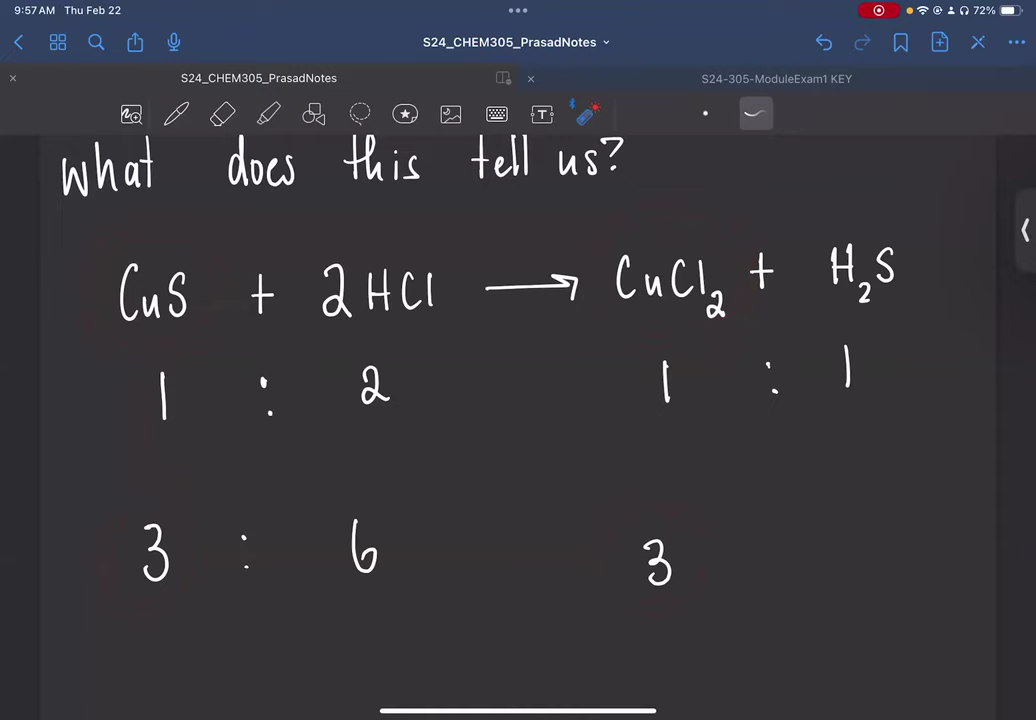 9:57 AM Thu Feb 22 72%
S24_CHEM305_PrasadNotes
S24_CHEM305_PrasadNotes S24-305-ModuleExam1 KEY
What does this tell us?
CuS + 2HCl → CuCl₂ + H₂S
1 : 2 1 : 1
3 : 6 3